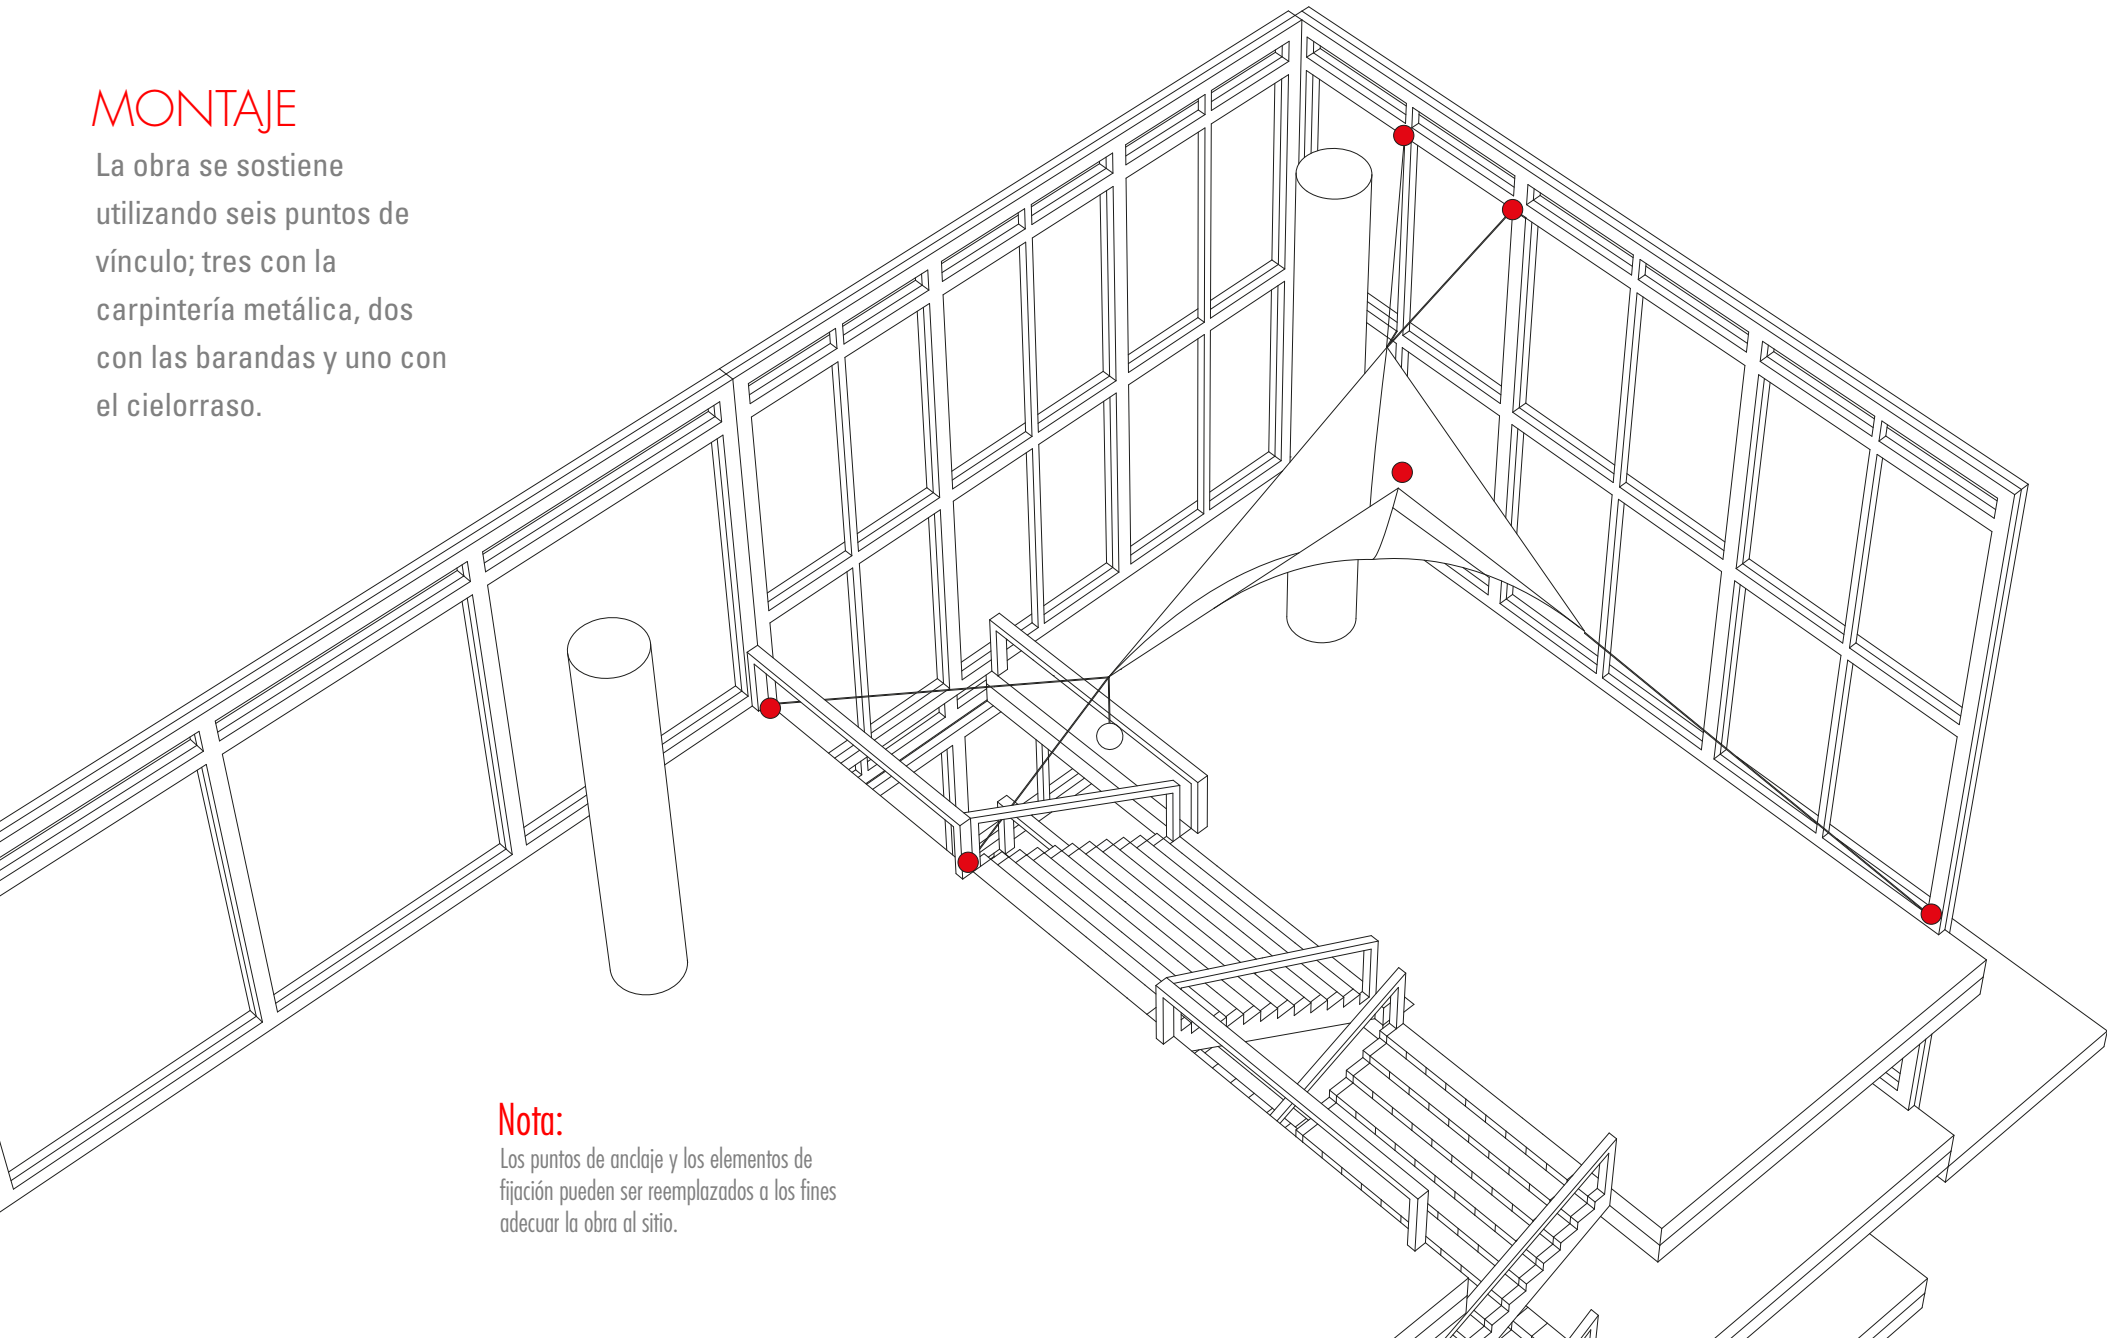 MONTAJE
La obra se sostiene
utilizando seis puntos de
vínculo; tres con la
carpintería metálica, dos
con las barandas y uno con
el cielorraso.
Nota:
Los puntos de anclaje y los elementos de
fijación pueden ser reemplazados a los fines
adecuar la obra al sitio.